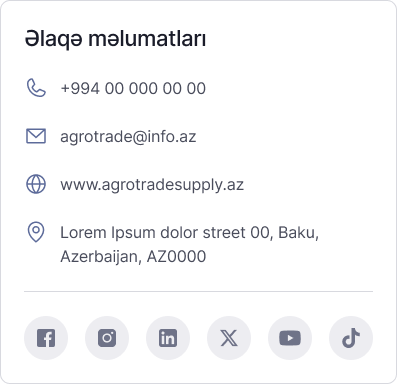 Əlaqə məlumatları
+994 00 000 00 00
agrotrade@info.az
www.agrotradesupply.az
Lorem Ipsum dolor street 00, Baku,
Azerbaijan, AZ0000